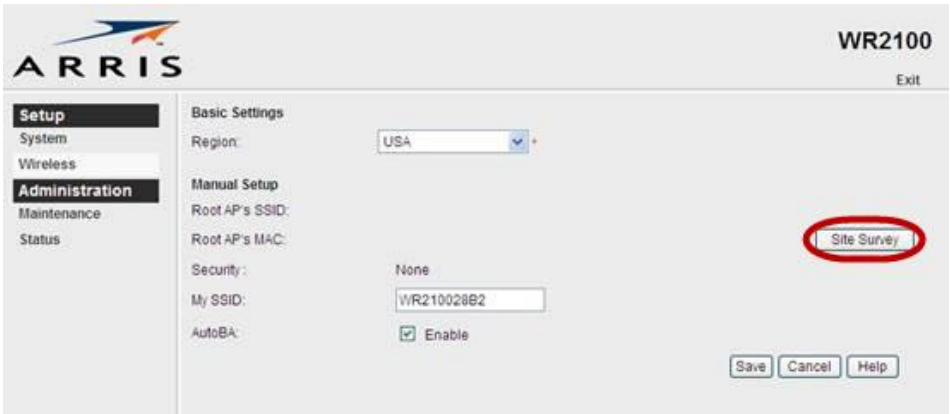 ARRIS
WR2100
Exit
Setup
System
Wireless
Administration
Maintenance
Status
Basic Settings
Region: USA *
Manual Setup
Root AP's SSID:
Root AP's MAC: Site Survey
Security: None
My SSID: WR210028B2
AutoBA: Enable
Save Cancel Help